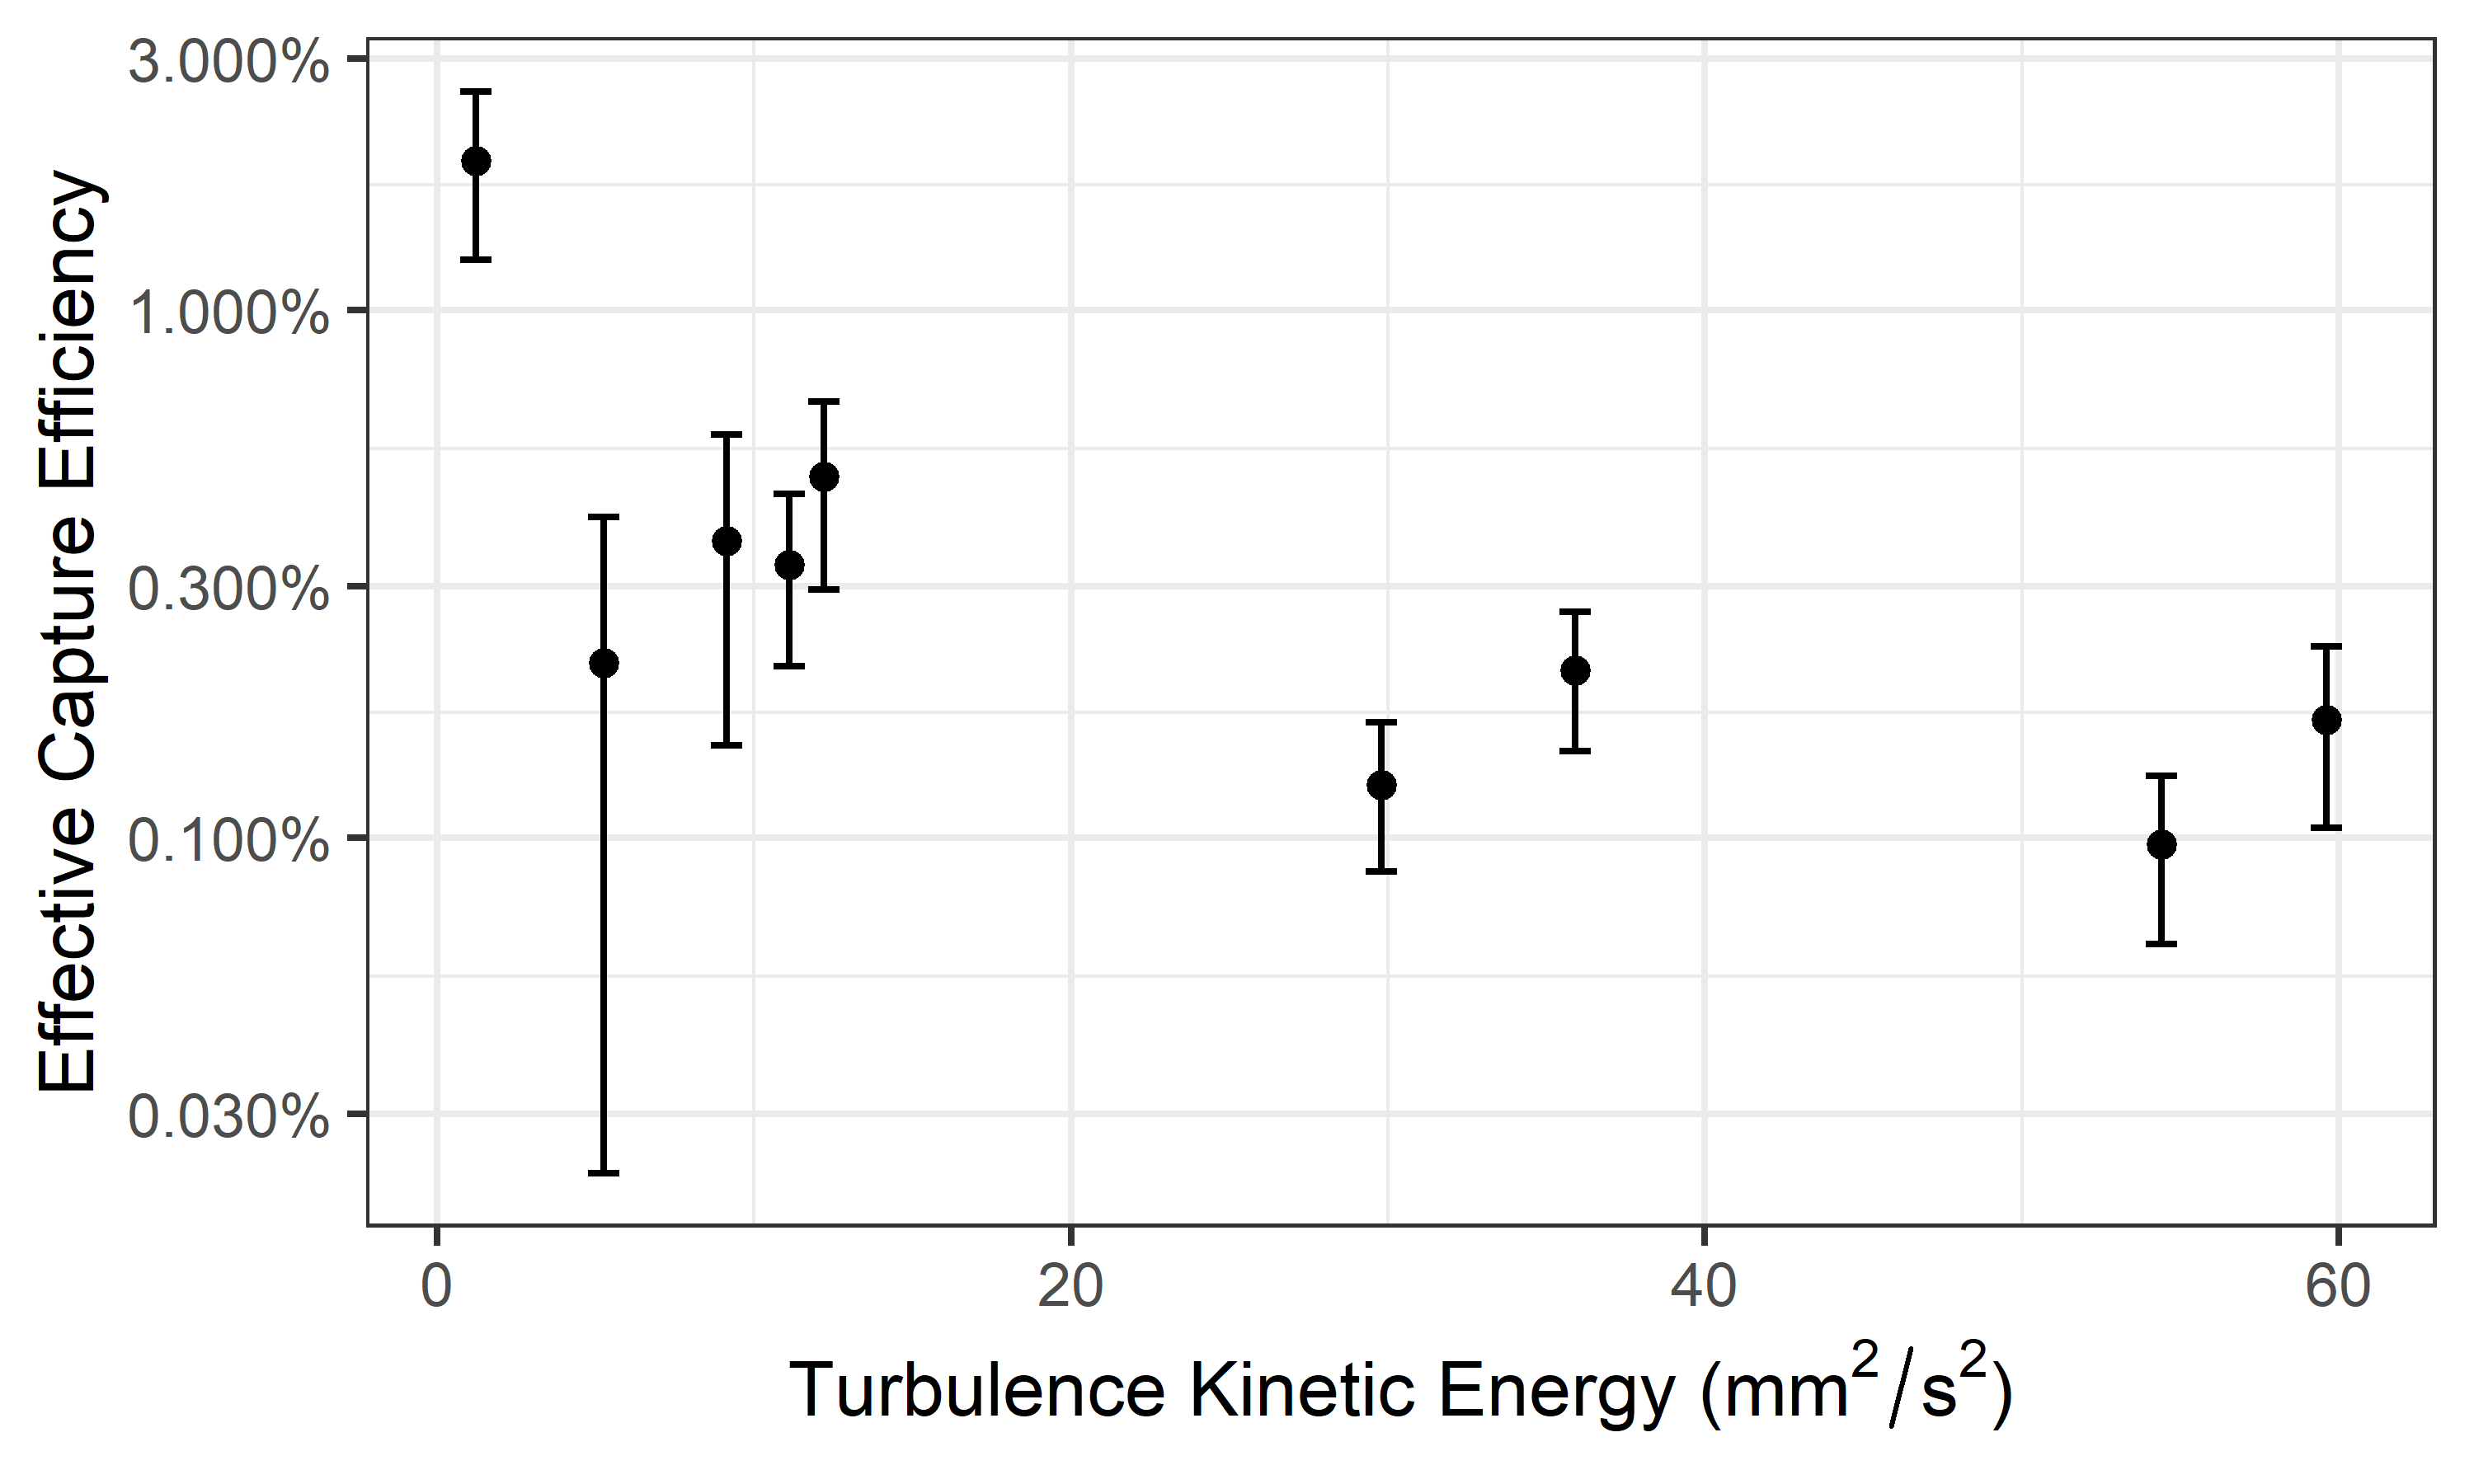 3.000%
1.000%
0.300%
0.100%
0.030%
Effective Capture Efficiency
0 20 40 60
Turbulence Kinetic Energy (mm²/s²)